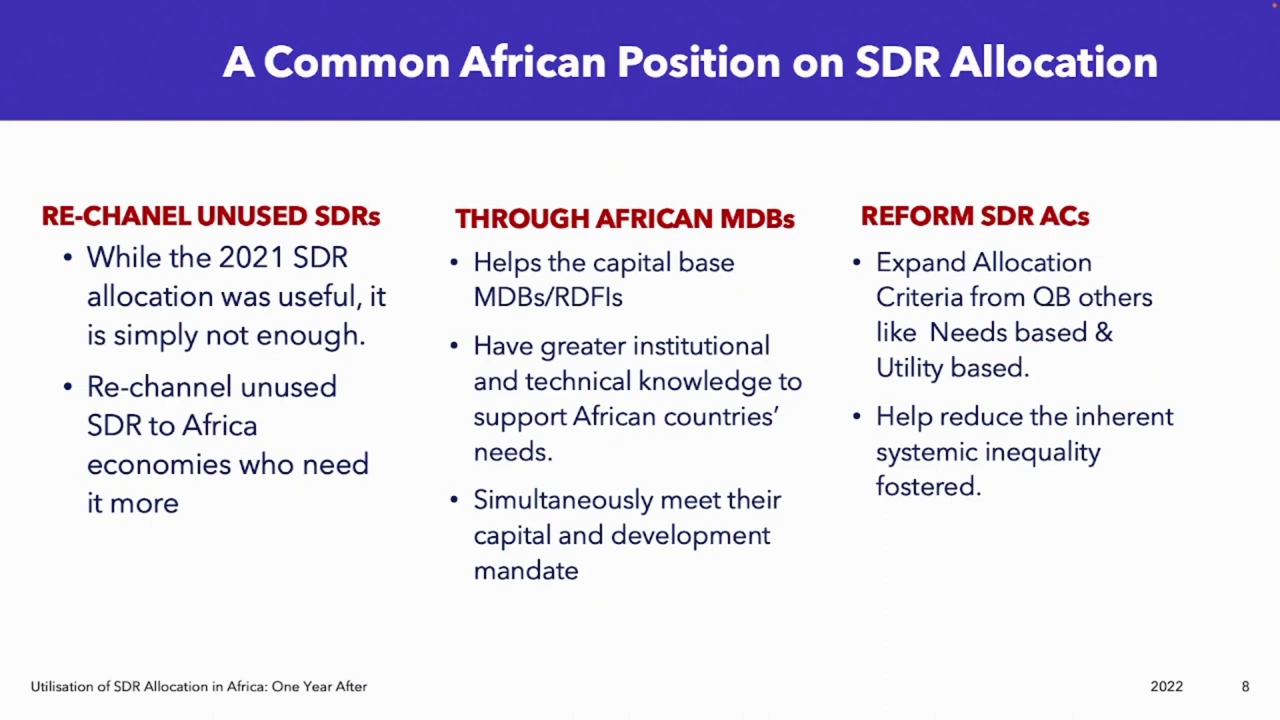 A Common African Position on SDR Allocation
RE-CHANEL UNUSED SDRs
• While the 2021 SDR
allocation was useful, it
is simply not enough.
• Re-channel unused
SDR to Africa
economies who need
it more
THROUGH AFRICAN MDBs
• Helps the capital base
MDBs/RDFIs
• Have greater institutional
and technical knowledge to
support African countries’
needs.
• Simultaneously meet their
capital and development
mandate
REFORM SDR ACs
• Expand Allocation
Criteria from QB others
like  Needs based &
Utility based.
• Help reduce the inherent
systemic inequality
fostered.
Utilisation of SDR Allocation in Africa: One Year After
2022
8